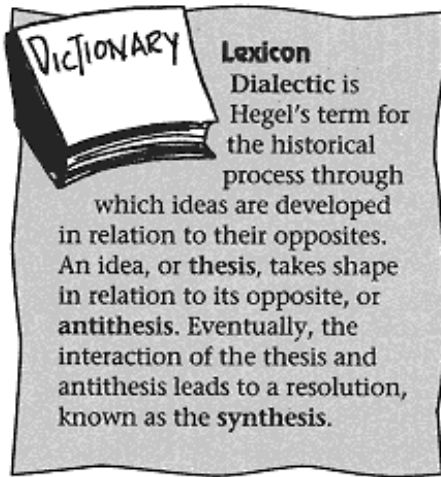 DICTIONARY
Lexicon
Dialectic is
Hegel's term for
the historical
process through
which ideas are developed
in relation to their opposites.
An idea, or thesis, takes shape
in relation to its opposite, or
antithesis. Eventually, the
interaction of the thesis and
antithesis leads to a resolution,
known as the synthesis.